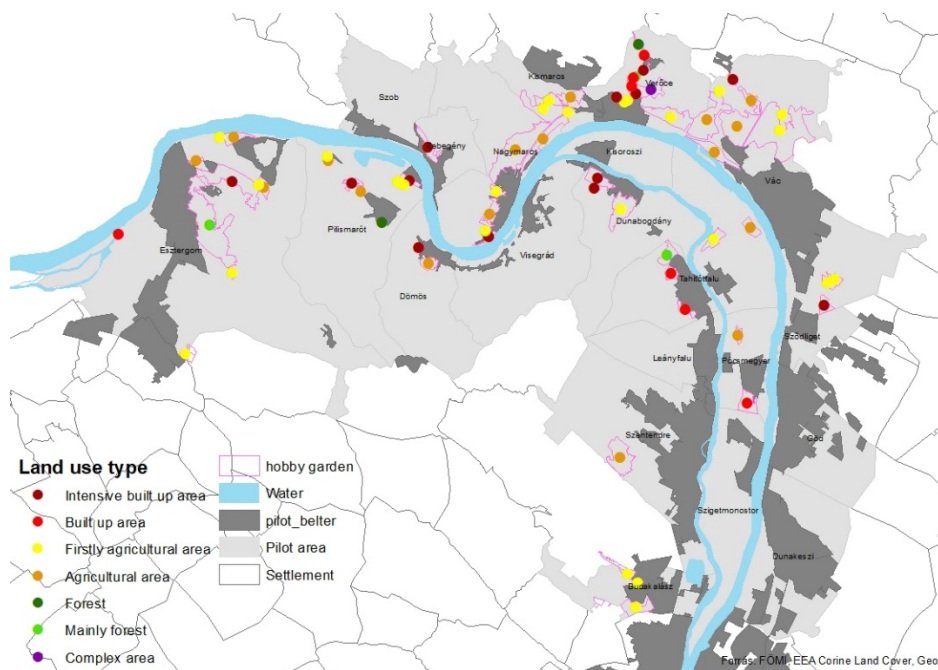 Kismaros
Verőce
Szob
Zebegény
Nagymaros
Kisoroszi
Vác
Dunabogdány
Pilismarót
Esztergom
Visegrád
Tahitótfalu
Dömös
Sződliget
Leányfalu
Pócsmegyer
Szentendre
Göd
Land use type
Intensive built up area
Built up area
Firstly agricultural area
Agricultural area
Forest
Mainly forest
Complex area
hobby garden
Water
pilot_belter
Pilot area
Settlement
Szigetmonostor
Dunakeszi
Budakalász
Forrás: FÖMI, EEA Corine Land Cover, Geo